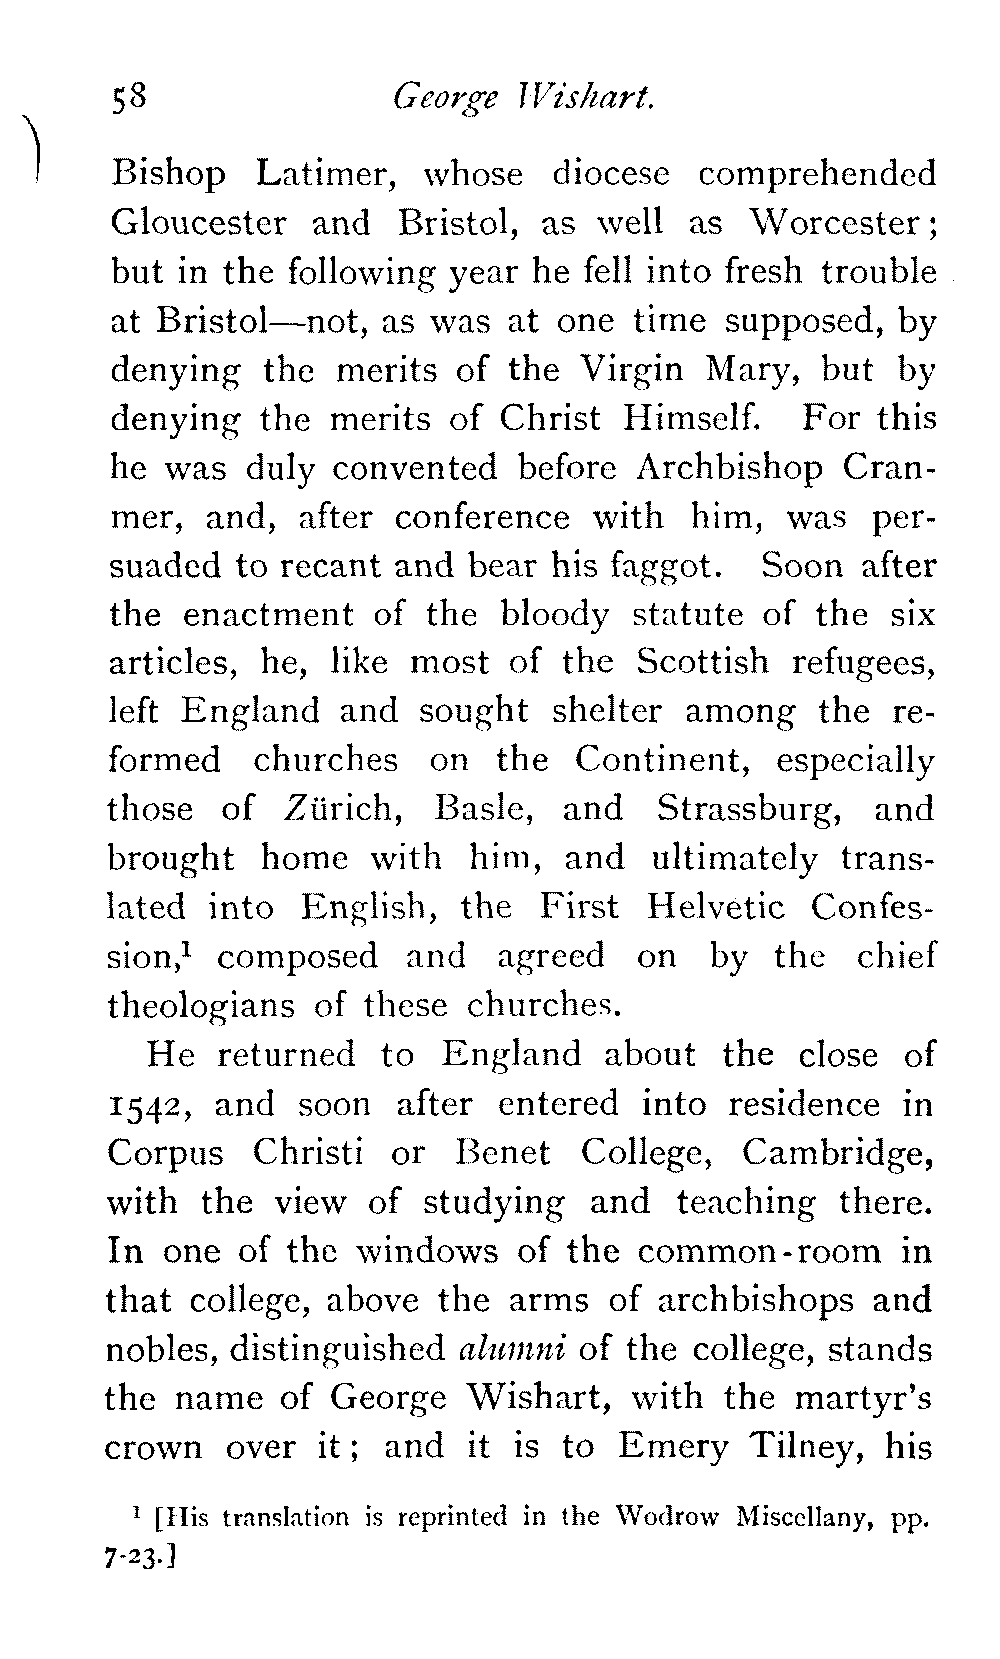 58 George Wishart.
Bishop Latimer, whose diocese comprehended
Gloucester and Bristol, as well as Worcester;
but in the following year he fell into fresh trouble
at Bristol—not, as was at one time supposed, by
denying the merits of the Virgin Mary, but by
denying the merits of Christ Himself. For this
he was duly convented before Archbishop Cran-
mer, and, after conference with him, was per-
suaded to recant and bear his faggot. Soon after
the enactment of the bloody statute of the six
articles, he, like most of the Scottish refugees,
left England and sought shelter among the re-
formed churches on the Continent, especially
those of Zürich, Basle, and Strassburg, and
brought home with him, and ultimately trans-
lated into English, the First Helvetic Confes-
sion,¹ composed and agreed on by the chief
theologians of these churches.
He returned to England about the close of
1542, and soon after entered into residence in
Corpus Christi or Benet College, Cambridge,
with the view of studying and teaching there.
In one of the windows of the common-room in
that college, above the arms of archbishops and
nobles, distinguished alumni of the college, stands
the name of George Wishart, with the martyr's
crown over it; and it is to Emery Tilney, his
¹ [His translation is reprinted in the Wodrow Miscellany, pp.
7-23.]